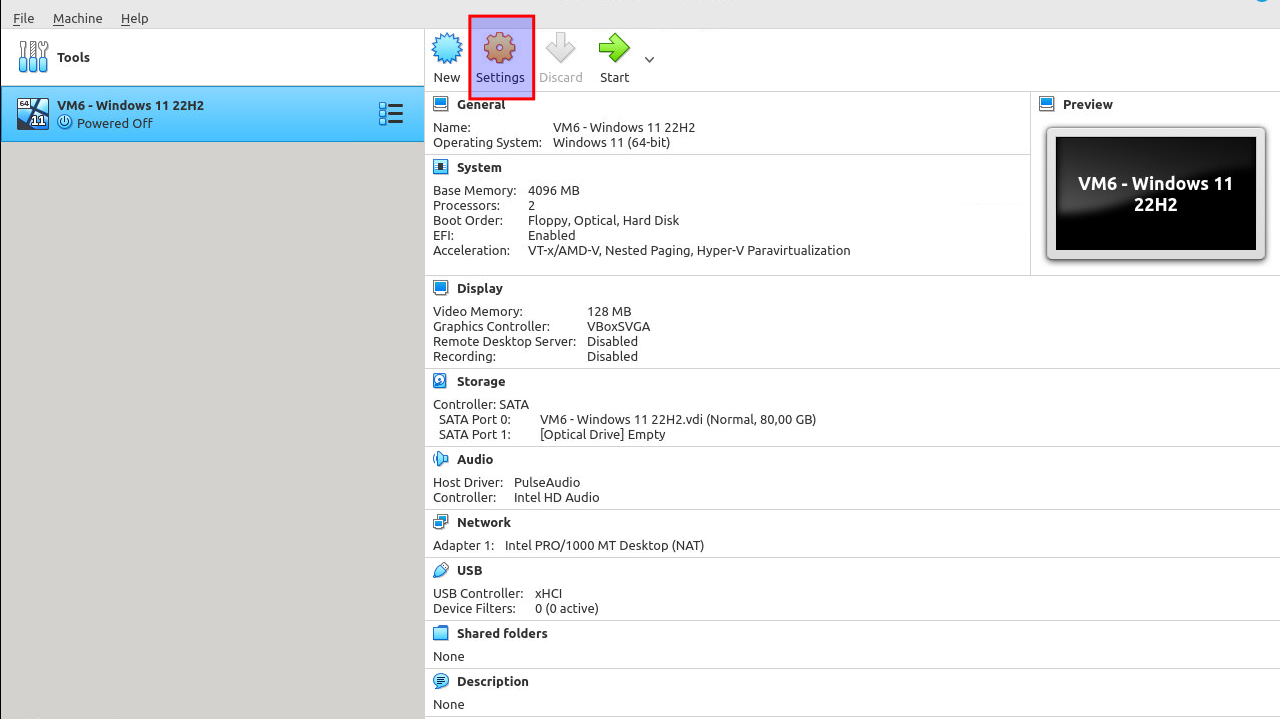 File Machine Help
Tools
New Settings Discard Start
64
11
VM6 - Windows 11 22H2
Powered Off
General
Name: VM6 - Windows 11 22H2
Operating System: Windows 11 (64-bit)
Preview
VM6 - Windows 11
22H2
System
Base Memory: 4096 MB
Processors: 2
Boot Order: Floppy, Optical, Hard Disk
EFI: Enabled
Acceleration: VT-x/AMD-V, Nested Paging, Hyper-V Paravirtualization
Display
Video Memory: 128 MB
Graphics Controller: VBoxSVGA
Remote Desktop Server: Disabled
Recording: Disabled
Storage
Controller: SATA
SATA Port 0: VM6 - Windows 11 22H2.vdi (Normal, 80,00 GB)
SATA Port 1: [Optical Drive] Empty
Audio
Host Driver: PulseAudio
Controller: Intel HD Audio
Network
Adapter 1: Intel PRO/1000 MT Desktop (NAT)
USB
USB Controller: xHCI
Device Filters: 0 (0 active)
Shared folders
None
Description
None